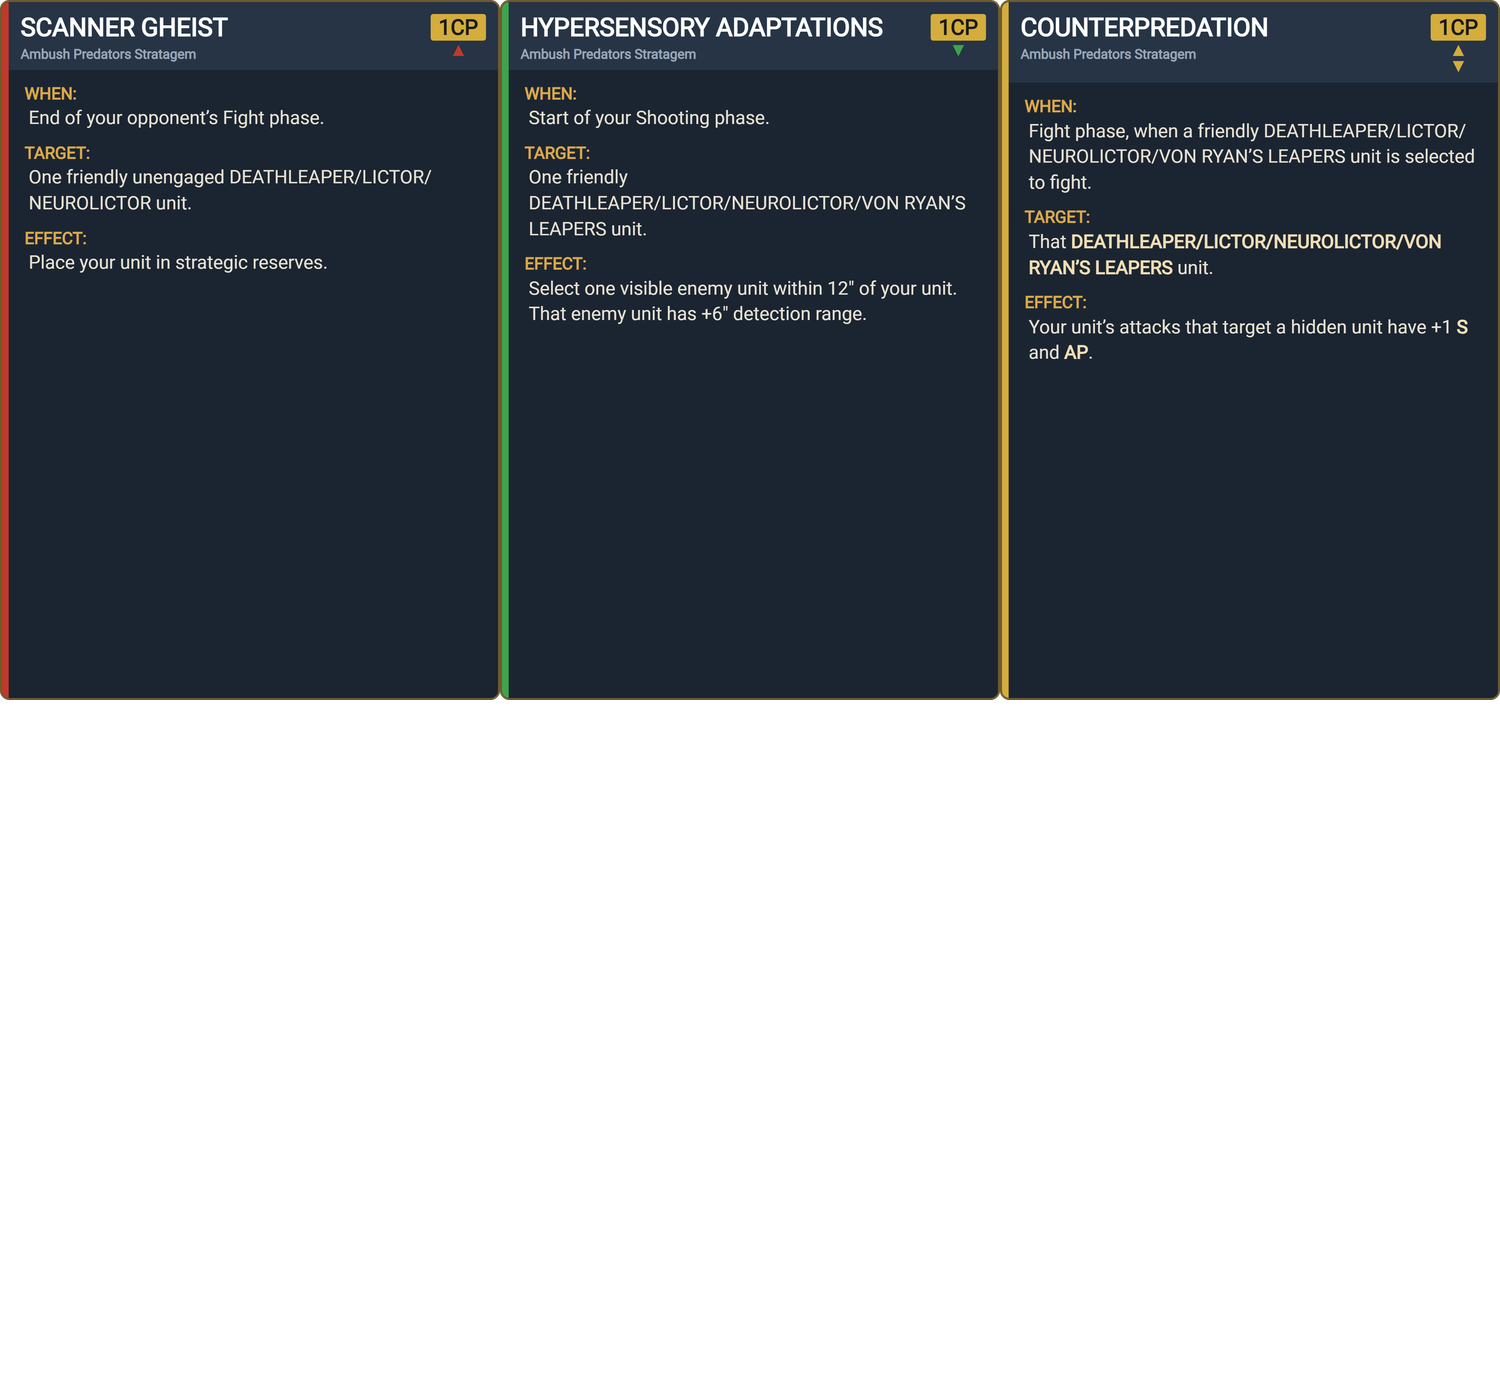 SCANNER GHEIST
1CP
Ambush Predators Stratagem
WHEN:
End of your opponent’s Fight phase.
TARGET:
One friendly unengaged DEATHLEAPER/LICTOR/
NEUROLICTOR unit.
EFFECT:
Place your unit in strategic reserves.
HYPERSENSORY ADAPTATIONS
1CP
Ambush Predators Stratagem
WHEN:
Start of your Shooting phase.
TARGET:
One friendly
DEATHLEAPER/LICTOR/NEUROLICTOR/VON RYAN’S
LEAPERS unit.
EFFECT:
Select one visible enemy unit within 12" of your unit.
That enemy unit has +6" detection range.
COUNTERPREDATION
1CP
Ambush Predators Stratagem
WHEN:
Fight phase, when a friendly DEATHLEAPER/LICTOR/
NEUROLICTOR/VON RYAN’S LEAPERS unit is selected
to fight.
TARGET:
That DEATHLEAPER/LICTOR/NEUROLICTOR/VON
RYAN’S LEAPERS unit.
EFFECT:
Your unit’s attacks that target a hidden unit have +1 S
and AP.